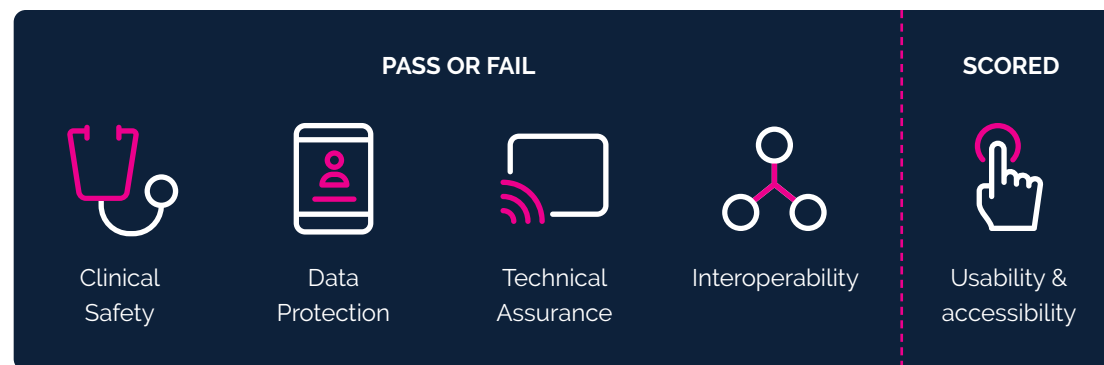 PASS OR FAIL
SCORED
Clinical
Safety
Data
Protection
Technical
Assurance
Interoperability
Usability &
accessibility